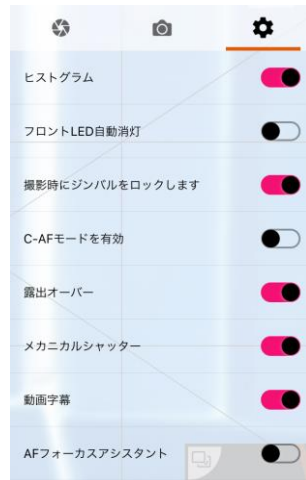 ヒストグラム
フロントLED自動消灯
撮影時にジンバルをロックします
C-AFモードを有効
露出オーバー
メカニカルシャッター
動画字幕
AFフォーカスアシスタント